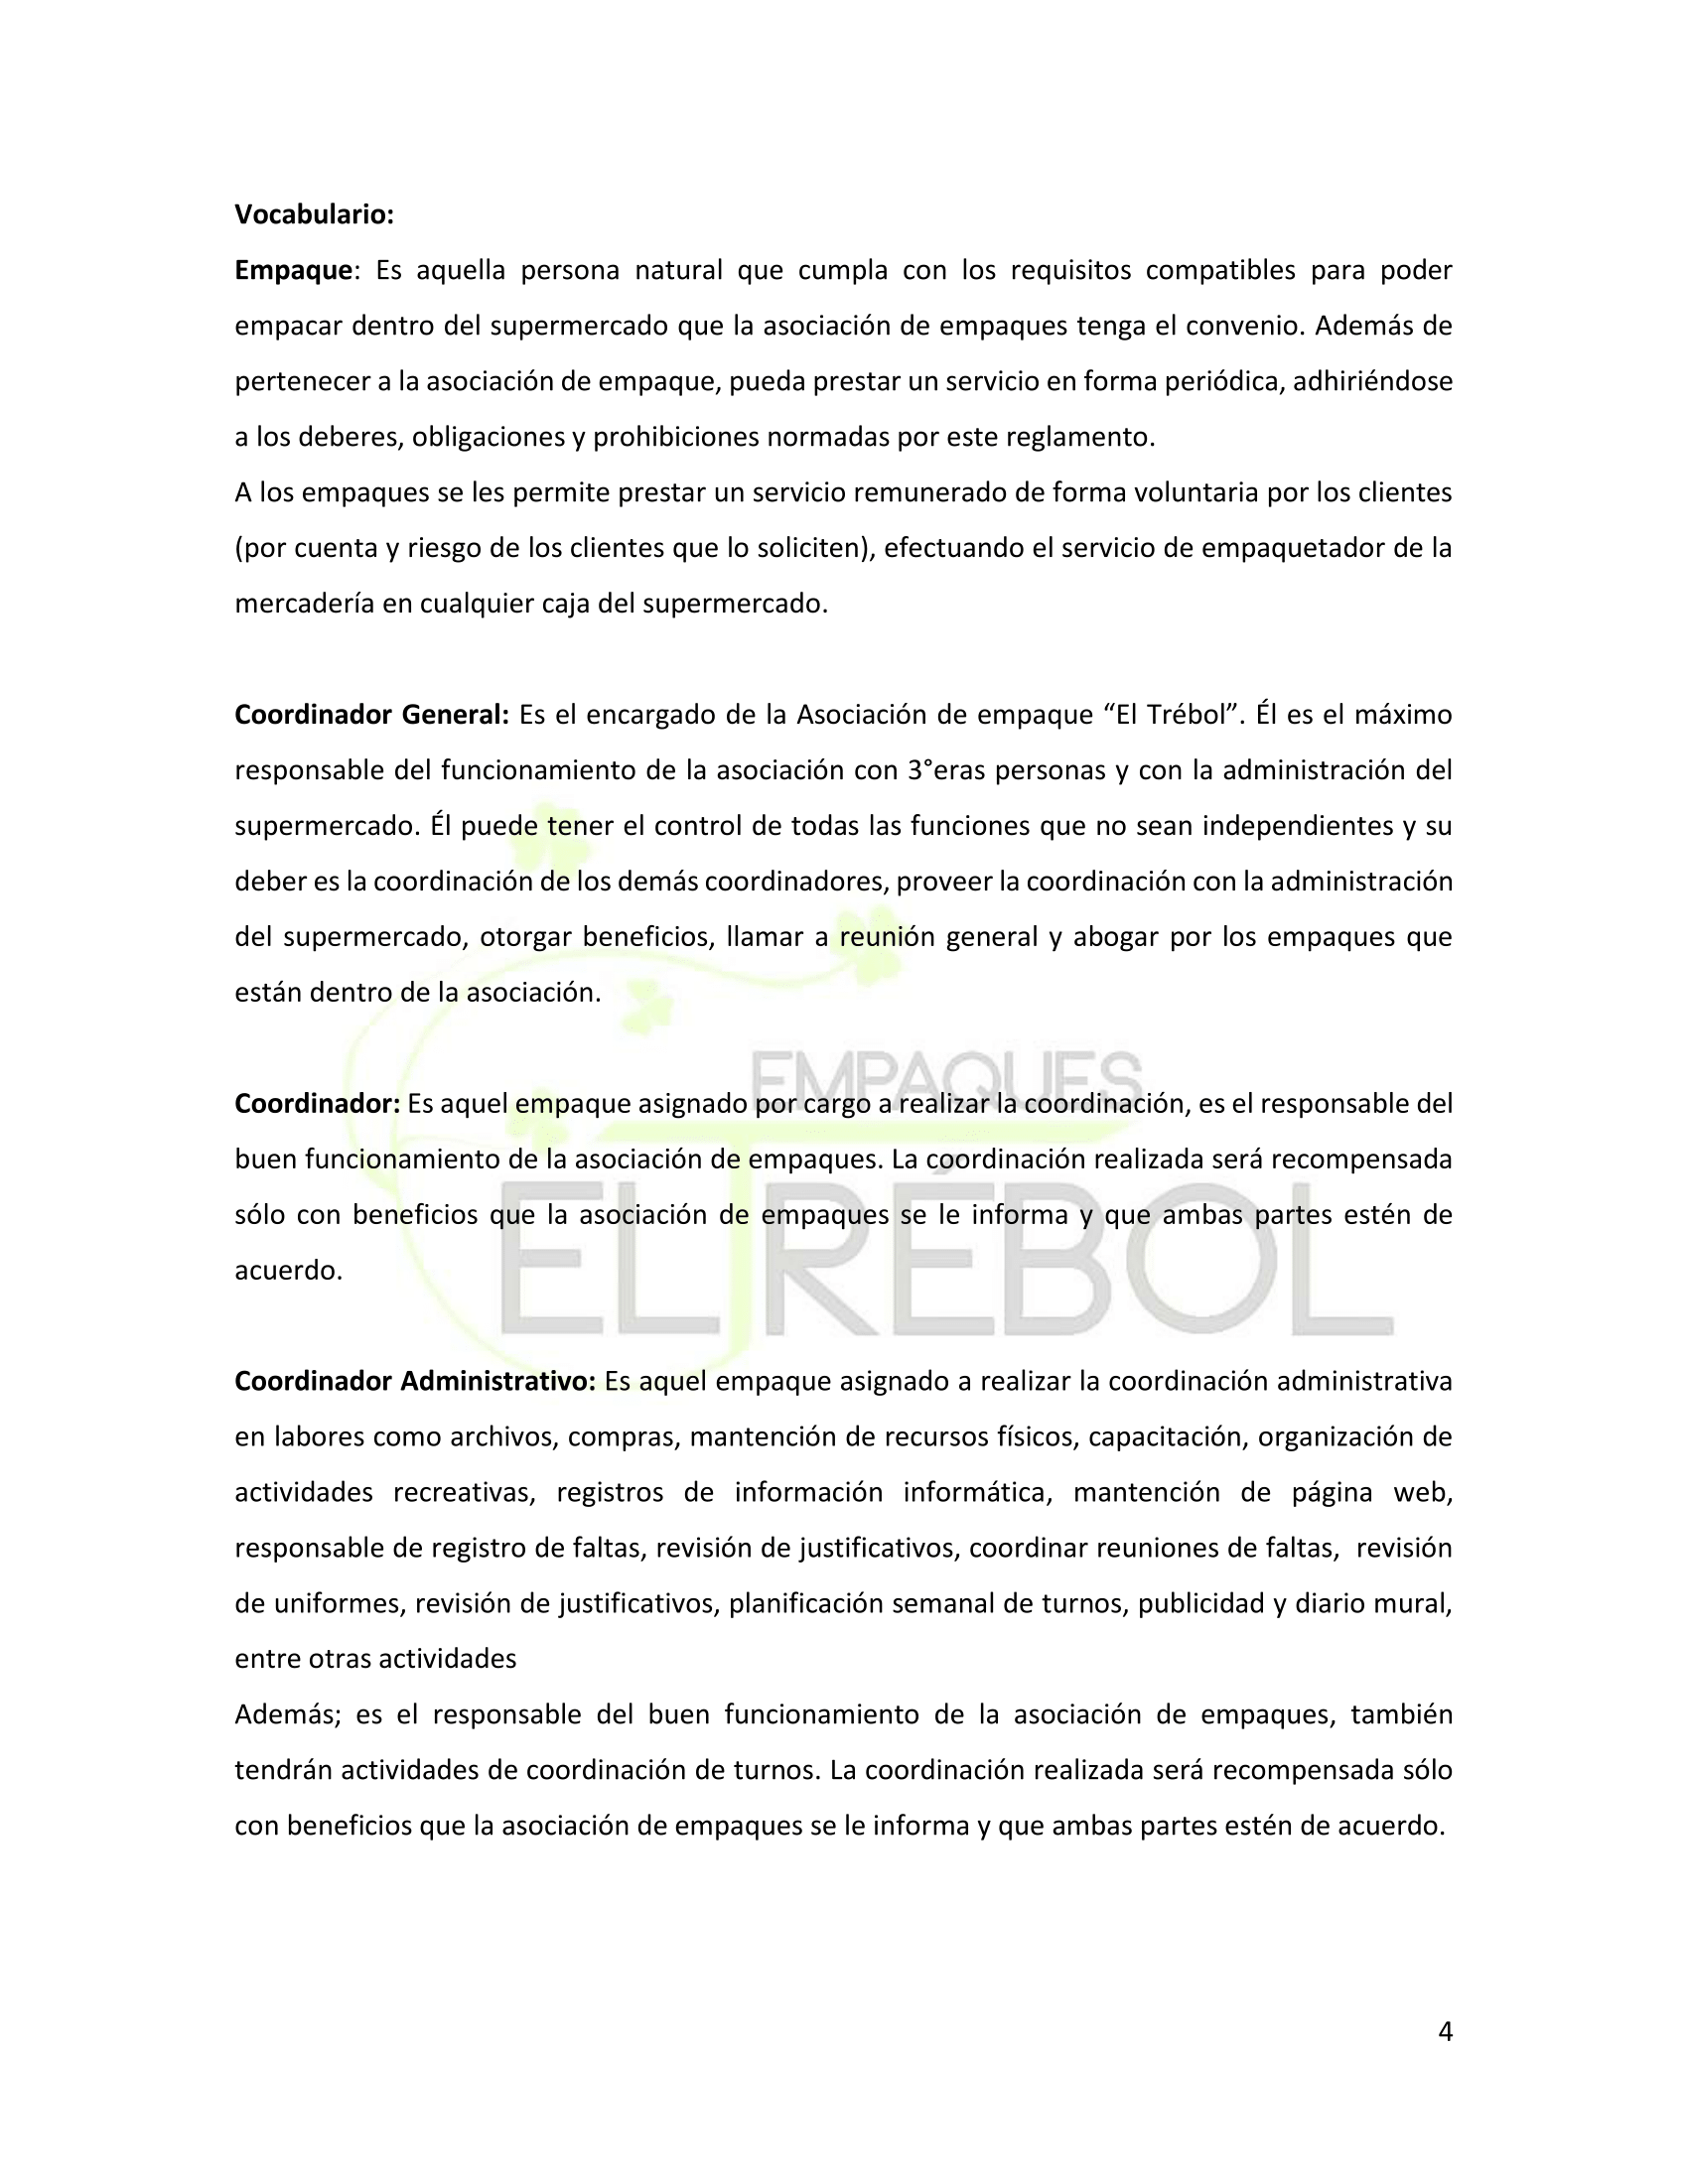 Vocabulario:
Empaque: Es aquella persona natural que cumpla con los requisitos compatibles para poder
empacar dentro del supermercado que la asociación de empaques tenga el convenio. Además de
pertenecer a la asociación de empaque, pueda prestar un servicio en forma periódica, adhiriéndose
a los deberes, obligaciones y prohibiciones normadas por este reglamento.
A los empaques se les permite prestar un servicio remunerado de forma voluntaria por los clientes
(por cuenta y riesgo de los clientes que lo soliciten), efectuando el servicio de empaquetador de la
mercadería en cualquier caja del supermercado.
Coordinador General: Es el encargado de la Asociación de empaque “El Trébol”. Él es el máximo
responsable del funcionamiento de la asociación con 3°eras personas y con la administración del
supermercado. Él puede tener el control de todas las funciones que no sean independientes y su
deber es la coordinación de los demás coordinadores, proveer la coordinación con la administración
del supermercado, otorgar beneficios, llamar a reunión general y abogar por los empaques que
están dentro de la asociación.
EMPAQUES
EL TRÉBOL
Coordinador: Es aquel empaque asignado por cargo a realizar la coordinación, es el responsable del
buen funcionamiento de la asociación de empaques. La coordinación realizada será recompensada
sólo con beneficios que la asociación de empaques se le informa y que ambas partes estén de
acuerdo.
Coordinador Administrativo: Es aquel empaque asignado a realizar la coordinación administrativa
en labores como archivos, compras, mantención de recursos físicos, capacitación, organización de
actividades recreativas, registros de información informática, mantención de página web,
responsable de registro de faltas, revisión de justificativos, coordinar reuniones de faltas,  revisión
de uniformes, revisión de justificativos, planificación semanal de turnos, publicidad y diario mural,
entre otras actividades
Además; es el responsable del buen funcionamiento de la asociación de empaques, también
tendrán actividades de coordinación de turnos. La coordinación realizada será recompensada sólo
con beneficios que la asociación de empaques se le informa y que ambas partes estén de acuerdo.
4